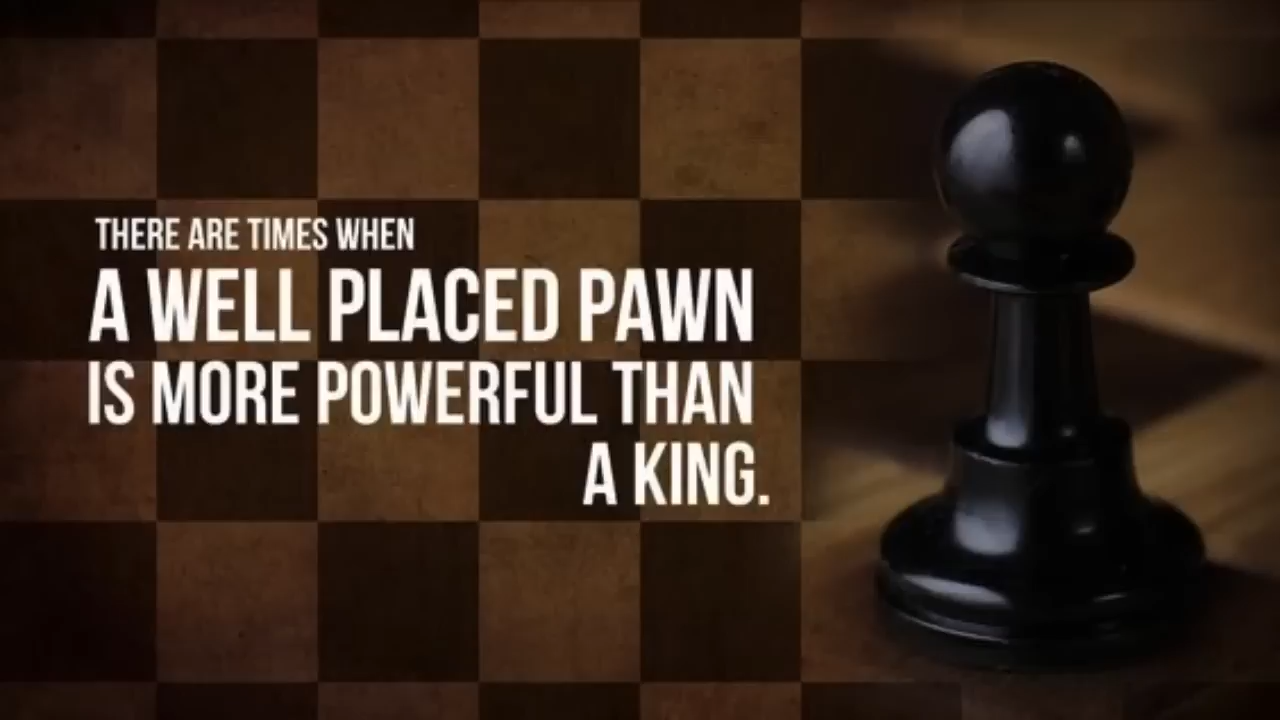 THERE ARE TIMES WHEN
A WELL PLACED PAWN
IS MORE POWERFUL THAN
A KING.